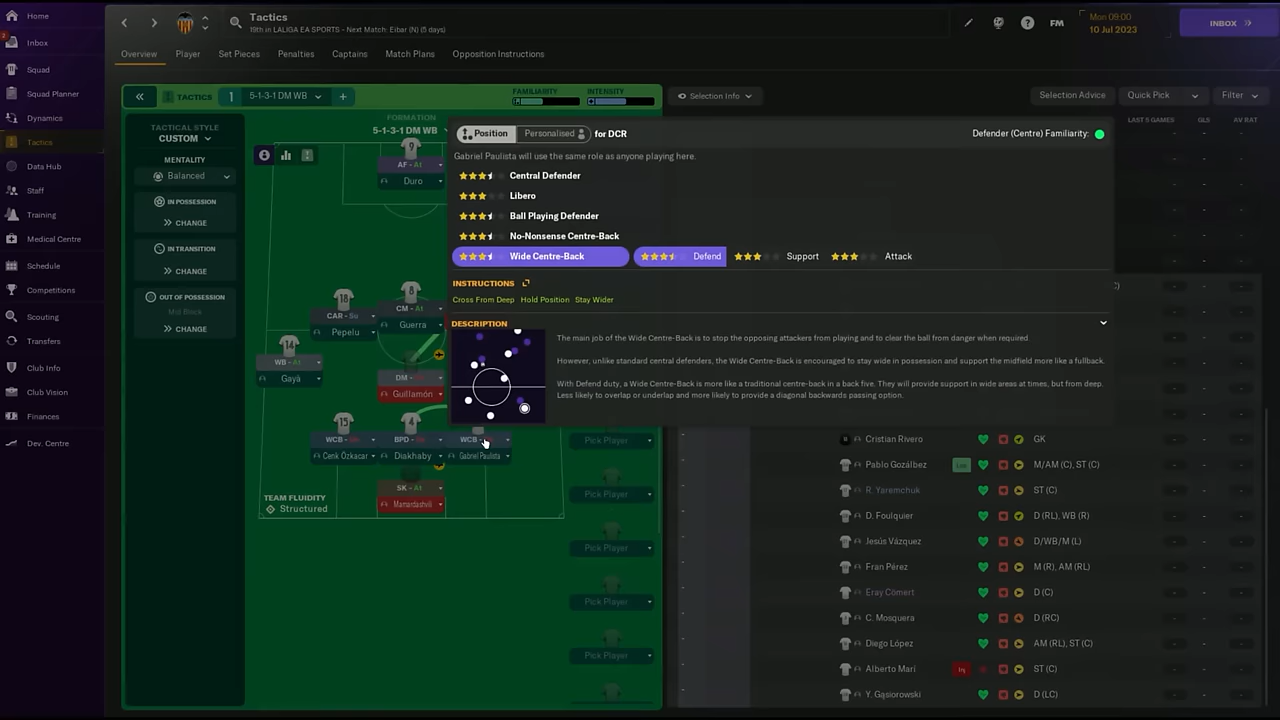 Home
Tactics
19th in LALIGA EA SPORTS - Next Match: Eibar (N) (5 days)
FM
Mon 09:00
10 Jul 2023
INBOX
2
Inbox
Squad
Squad Planner
Dynamics
Tactics
Data Hub
Staff
Training
Medical Centre
Schedule
Competitions
Scouting
Transfers
Club Info
Club Vision
Finances
Dev. Centre
Overview
Player
Set Pieces
Penalties
Captains
Match Plans
Opposition Instructions
TACTICS
1
5-1-3-1 DM WB
FAMILIARITY
INTENSITY
Selection Info
Selection Advice
Quick Pick
Filter
LAST 5 GAMES
GLS
AV RAT
TACTICAL STYLE
CUSTOM
MENTALITY
Balanced
IN POSSESSION
CHANGE
IN TRANSITION
CHANGE
OUT OF POSSESSION
Mid Block
CHANGE
FORMATION
5-1-3-1 DM WB
9
AF - At
Duro
18
CAR - Su
Pepelu
8
CM - At
Guerra
14
WB - At
Gayà
DM -
Guillamón
15
WCB -
Cenk Özkacar
4
BPD -
Diakhaby
WCB -
Gabriel Paulista
SK - At
Mamardashvili
TEAM FLUIDITY
Structured
Position
Personalised
for DCR
Defender (Centre) Familiarity:
Gabriel Paulista will use the same role as anyone playing here.
Central Defender
Libero
Ball Playing Defender
No-Nonsense Centre-Back
Wide Centre-Back
Defend
Support
Attack
INSTRUCTIONS
Cross From Deep Hold Position Stay Wider
DESCRIPTION
The main job of the Wide Centre-Back is to stop the opposing attackers from playing and to clear the ball from danger when required.
However, unlike standard central defenders, the Wide Centre-Back is encouraged to stay wide in possession and support the midfield more like a fullback.
With Defend duty, a Wide Centre-Back is more like a traditional centre-back in a back five. They will provide support in wide areas at times, but from deep.
Less likely to overlap or underlap and more likely to provide a diagonal backwards passing option.
Pick Player
Pick Player
Pick Player
Pick Player
Pick Player
Cristian Rivero
GK
Pablo Gozálbez
M/AM (C), ST (C)
R. Yaremchuk
ST (C)
D. Foulquier
D (RL), WB (R)
Jesús Vázquez
D/WB/M (L)
Fran Pérez
M (R), AM (RL)
Eray Cömert
D (C)
C. Mosquera
D (RC)
Diego López
AM (RL), ST (C)
Alberto Marí
ST (C)
Y. Gąsiorowski
D (LC)